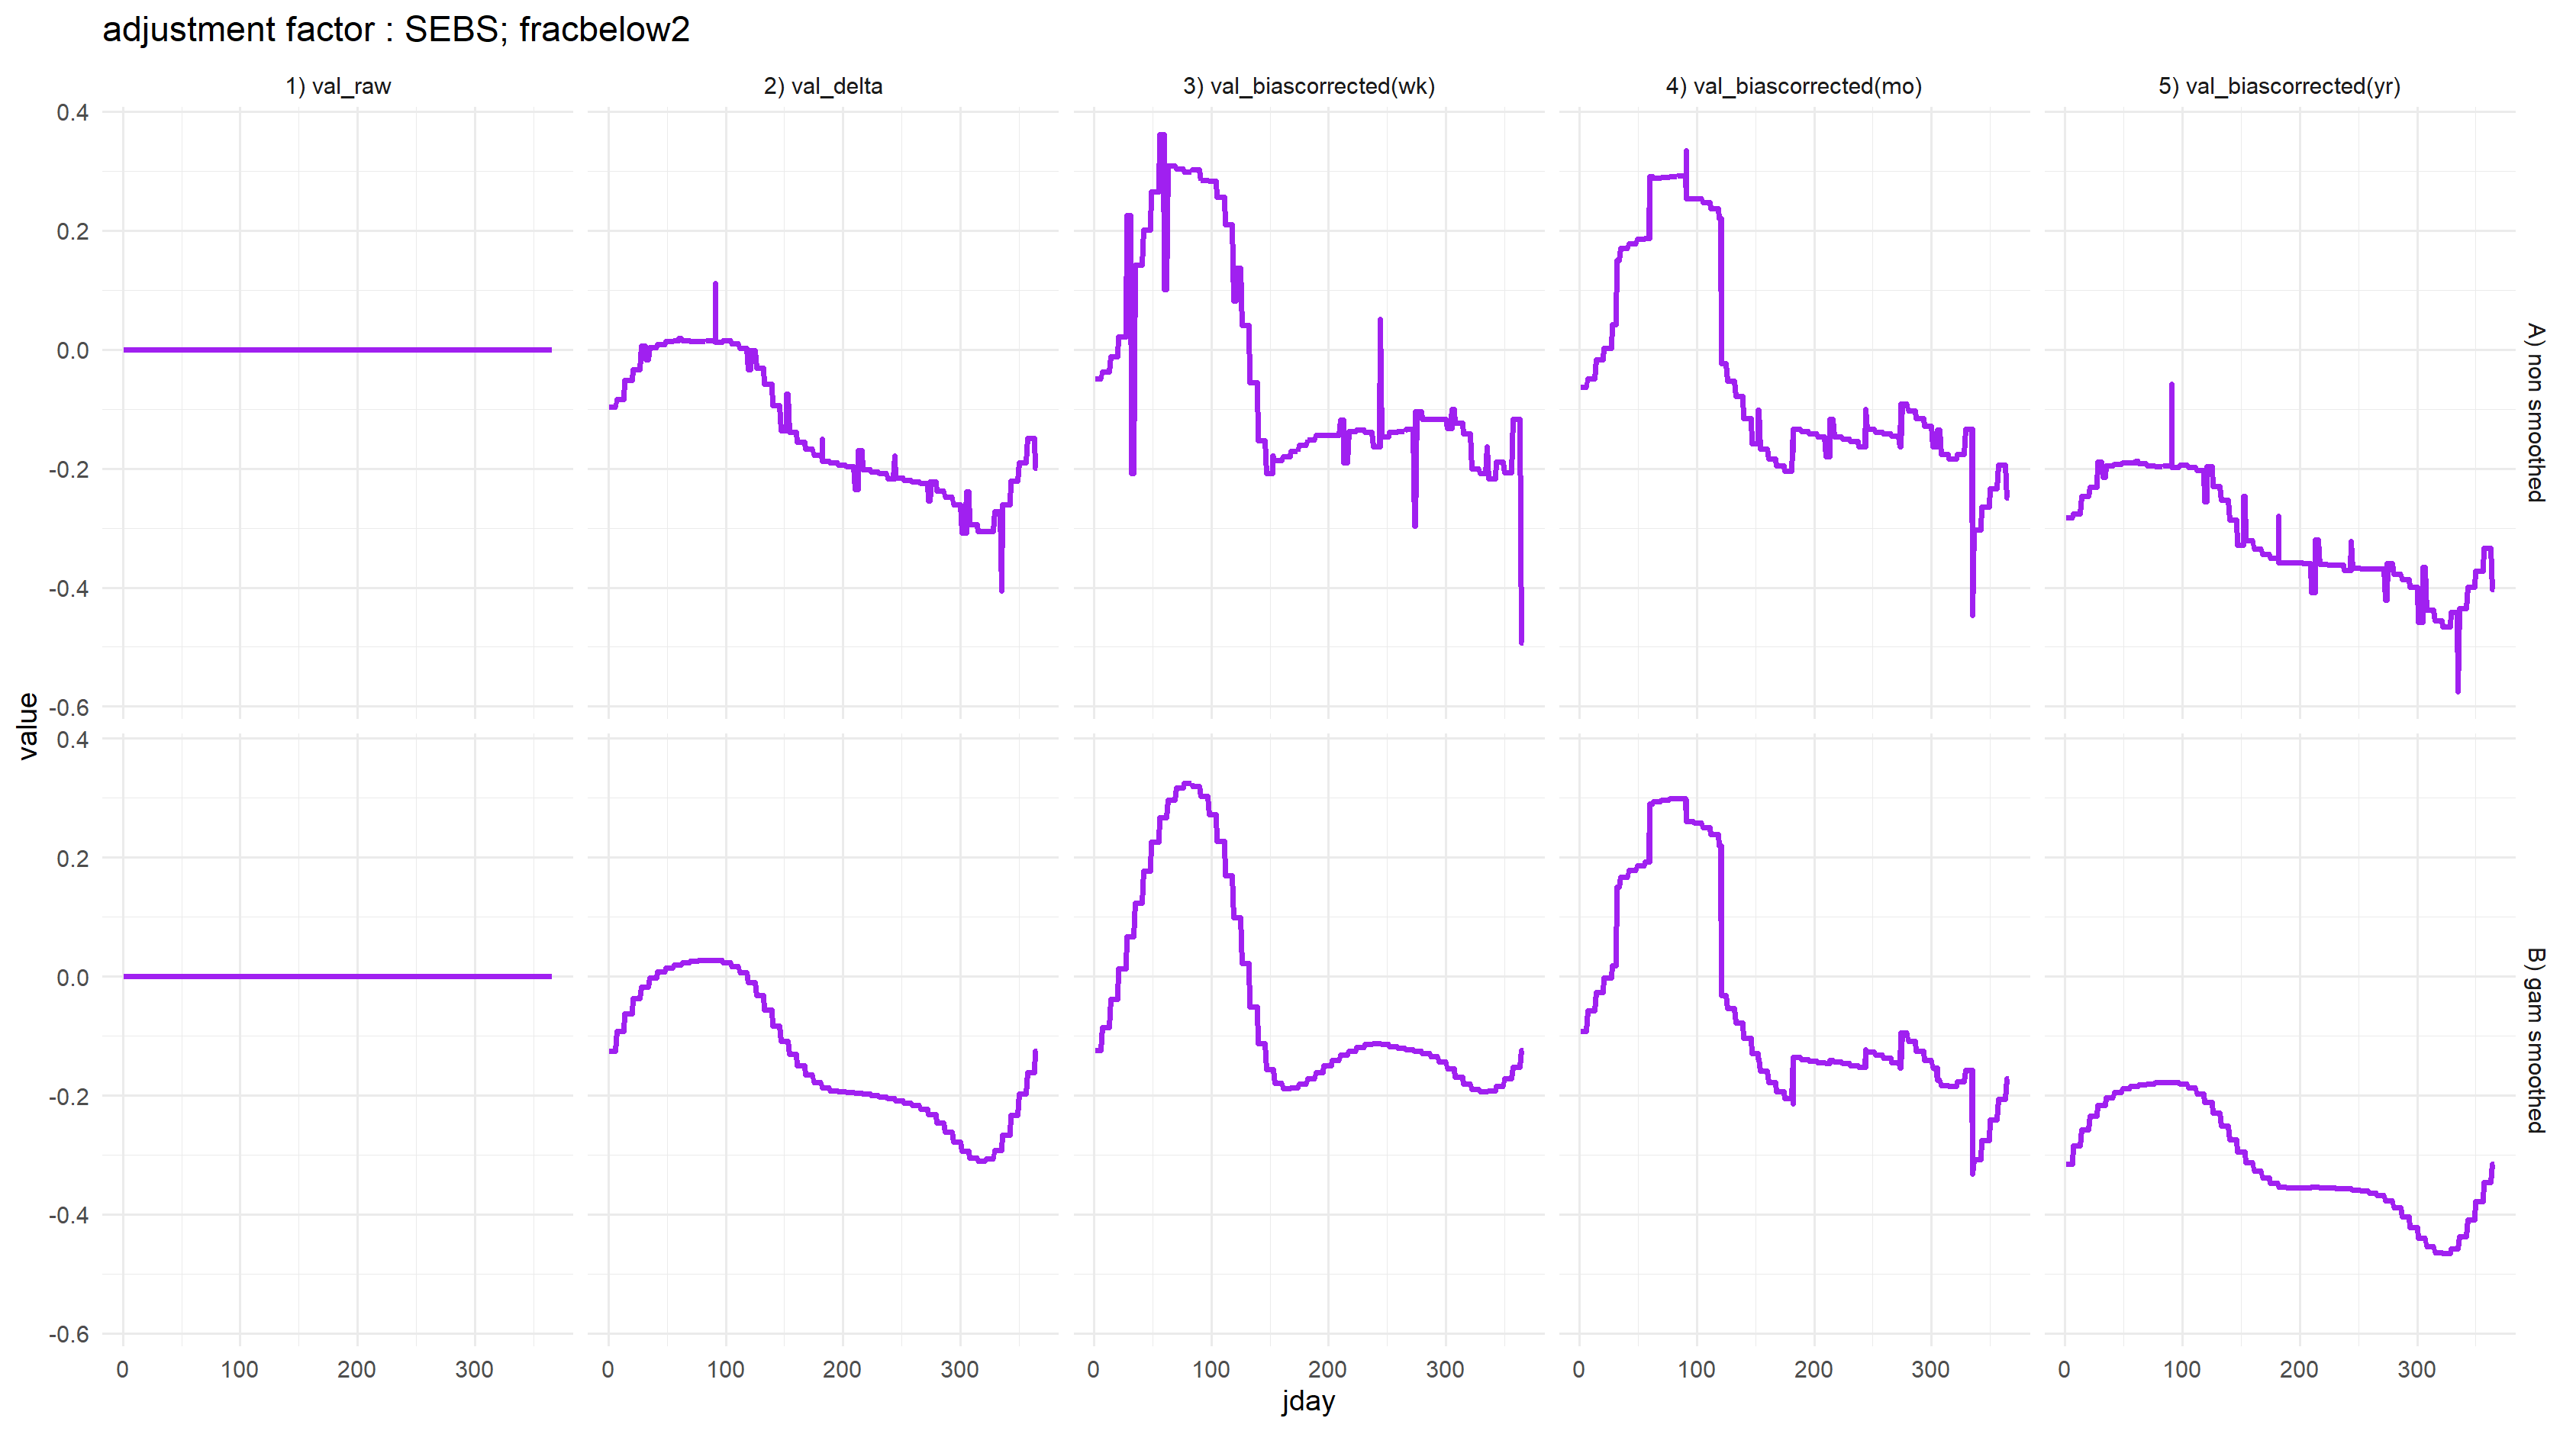 adjustment factor : SEBS; fracbelow2
1) val_raw
2) val_delta
3) val_biascorrected(wk)
4) val_biascorrected(mo)
5) val_biascorrected(yr)
0.4
0.2
0.0
-0.2
-0.4
-0.6
A) non smoothed
value
0.4
0.2
0.0
-0.2
-0.4
-0.6
B) gam smoothed
0 100 200 300
0 100 200 300
0 100 200 300
0 100 200 300
0 100 200 300
jday